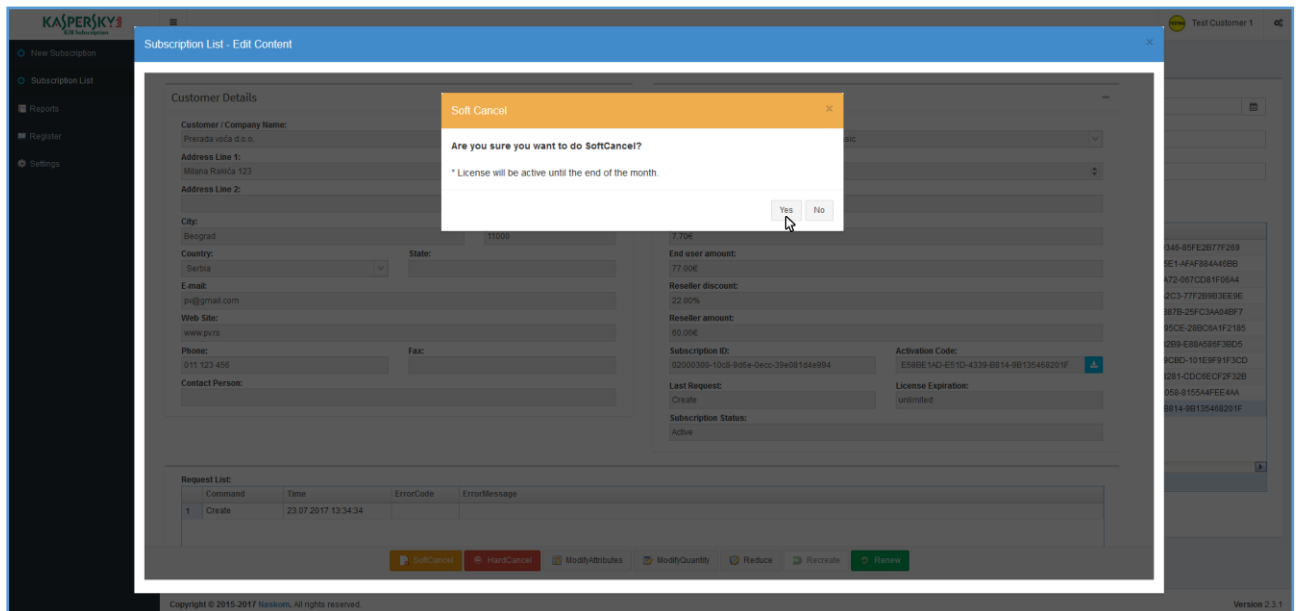 KASPERSKY
B2B Subscription
Test Customer 1
New Subscription
Subscription List
Reports
Register
Settings
Subscription List - Edit Content
×
Customer Details
Customer / Company Name:
Prerada voća d.o.o.
Address Line 1:
Milana Rakića 123
Address Line 2:
City:
Beograd
11000
Country:
State:
Serbia
E-mail:
pv@gmail.com
Web Site:
www.pv.rs
Phone:
Fax:
011 123 456
Contact Person:
Soft Cancel
×
Are you sure you want to do SoftCancel?
* License will be active until the end of the month.
Yes No
7.70€
End user amount:
77.00€
Reseller discount:
22.00%
Reseller amount:
60.06€
Subscription ID:
Activation Code:
E58BE1AD-E51D-4339-B814-9B135468201F
Last Request:
License Expiration:
Create
unlimited
Subscription Status:
Active
Request List:
Command Time ErrorCode ErrorMessage
1 Create 23.07.2017 13:34:34
SoftCancel HardCancel ModifyAttributes ModifyQuantity Reduce Recreate Renew
B814-9B135468201F
Copyright © 2015-2017 Naskom. All rights reserved.
Version 2.3.1